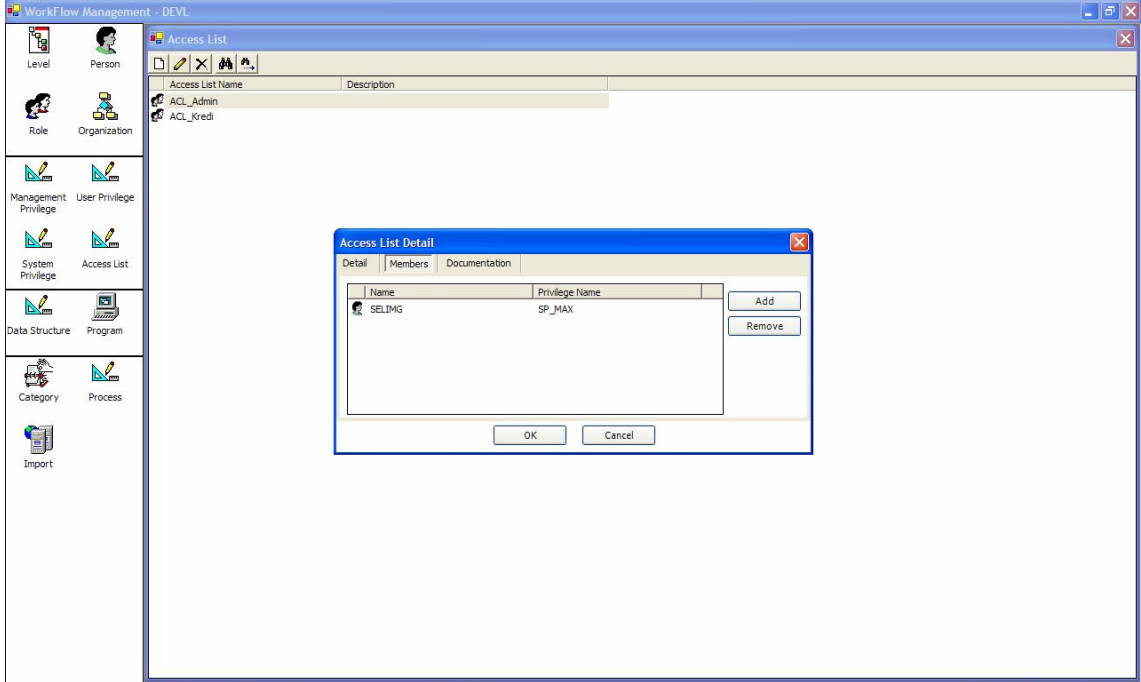 WorkFlow Management - DEVL
Level
Person
Role
Organization
Management Privilege
User Privilege
System Privilege
Access List
Data Structure
Program
Category
Process
Import
Access List
Access List Name
Description
ACL_Admin
ACL_Kredi
Access List Detail
Detail
Members
Documentation
Name
Privilege Name
SELIMG
SP_MAX
Add
Remove
OK
Cancel